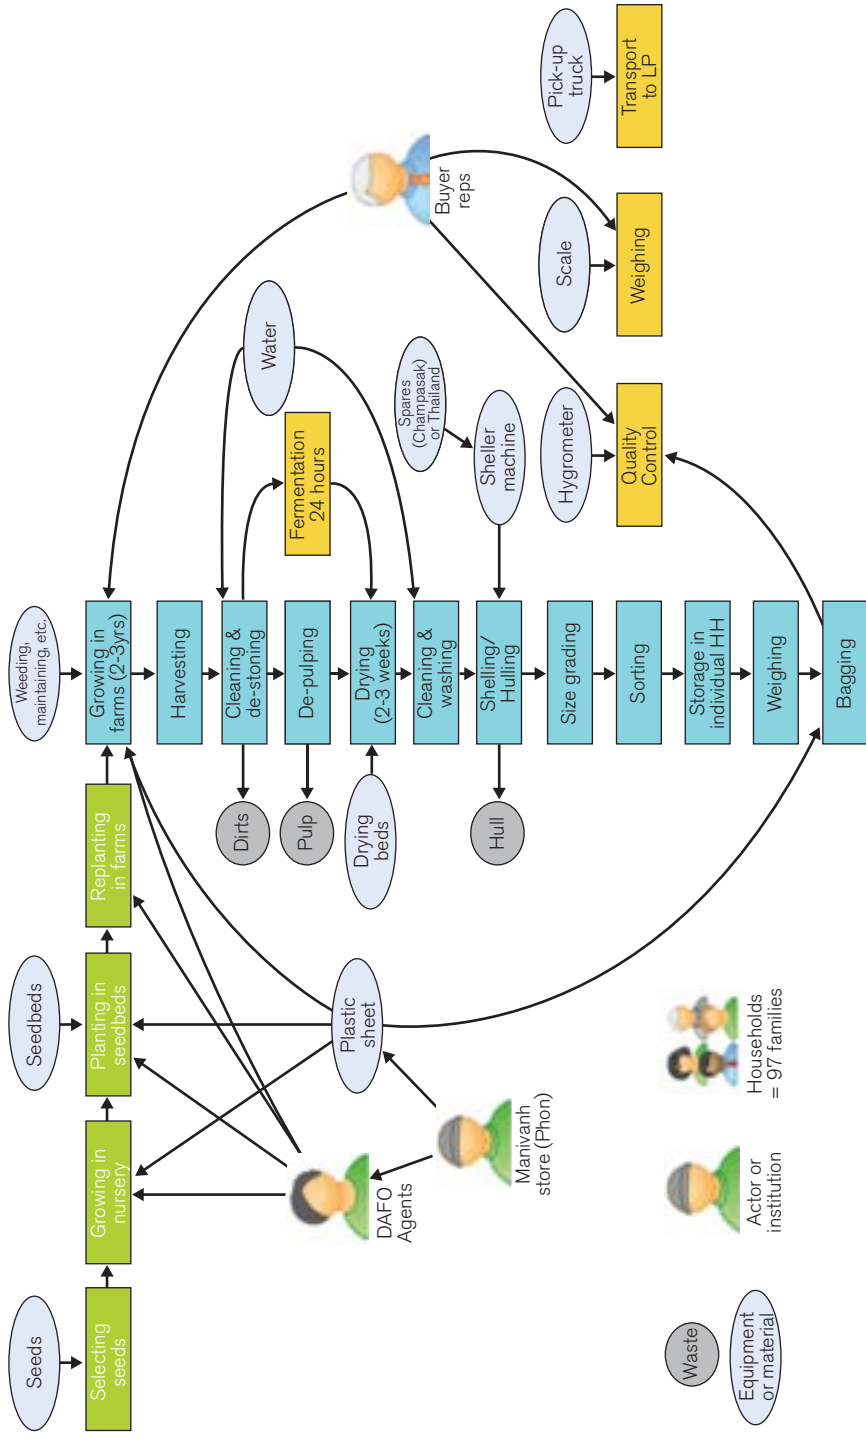 Seeds
Seedbeds
Weeding,
maintaining, etc.
Selecting
seeds
Growing in
nursery
Planting in
seedbeds
Replanting
in farms
Growing in
farms (2-3yrs)
Harvesting
Cleaning &
de-stoning
De-pulping
Drying
(2-3 weeks)
Cleaning &
washing
Shelling/
Hulling
Size grading
Sorting
Storage in
individual HH
Weighing
Bagging
Dirts
Pulp
Drying
beds
Hull
Fermentation
24 hours
Water
Spares
(Champasak)
or Thailand
Sheller
machine
Hygrometer
Quality
Control
Scale
Weighing
Pick-up
truck
Transport
to LP
Buyer
reps
Plastic
sheet
DAFO
Agents
Manivanh
store (Phon)
Waste
Equipment
or material
Actor or
institution
Households
= 97 families